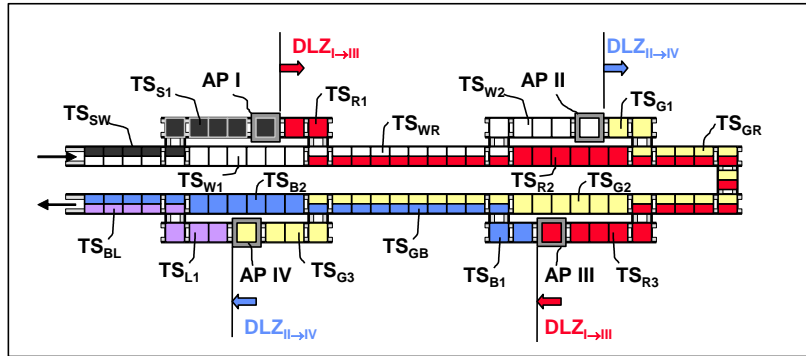 DLZI→III
DLZII→IV
TSS1
AP I
TSW2
AP II
TSSW
TSR1
TSG1
TSWR
TSGR
TSW1
TSB2
TSR2
TSG2
TSBL
TSL1
AP IV
TSG3
TSGB
TSB1
AP III
TSR3
DLZII→IV
DLZI→III